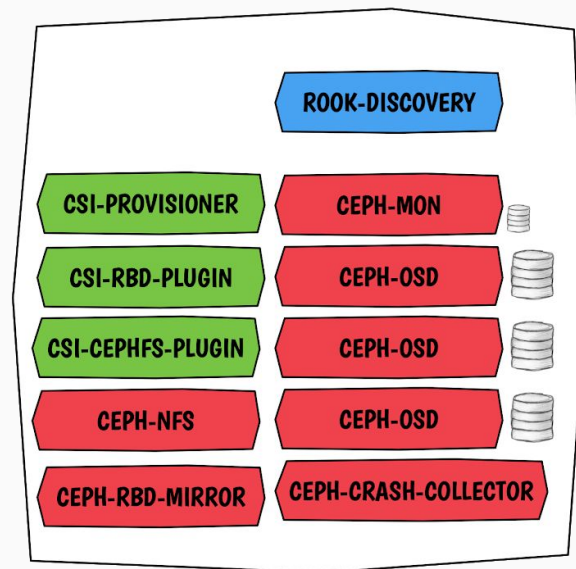 ROOK-DISCOVERY
CSI-PROVISIONER
CEPH-MON
CSI-RBD-PLUGIN
CEPH-OSD
CSI-CEPHFS-PLUGIN
CEPH-OSD
CEPH-NFS
CEPH-OSD
CEPH-RBD-MIRROR
CEPH-CRASH-COLLECTOR